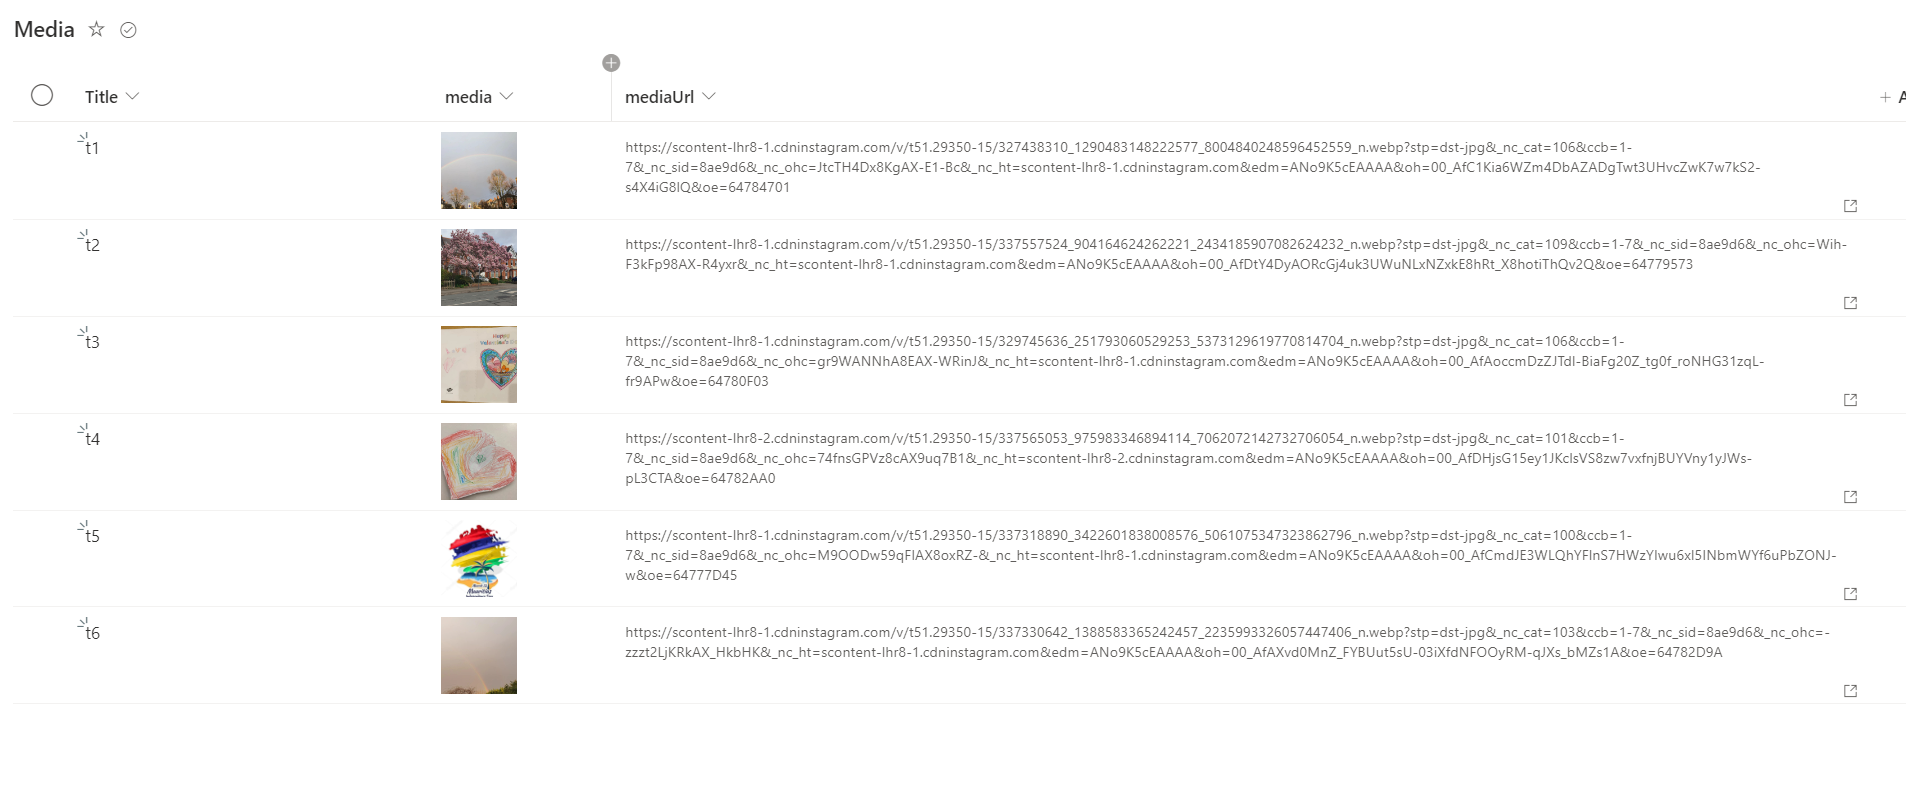 Media
Title
media
mediaUrl
+ A
t1
https://scontent-lhr8-1.cdninstagram.com/v/t51.29350-15/327438310_1290483148222577_8004840248596452559_n.webp?stp=dst-jpg&_nc_cat=106&ccb=1-
7&_nc_sid=8ae9d6&_nc_ohc=JtcTH4Dx8KgAX-E1-Bc&_nc_ht=scontent-lhr8-1.cdninstagram.com&edm=ANo9K5cEAAAA&oh=00_AfC1Kia6WZm4DbAZADgTwt3UHvcZwK7w7kS2-
s4X4iG8IQ&oe=64784701
t2
https://scontent-lhr8-1.cdninstagram.com/v/t51.29350-15/337557524_904164624262221_2434185907082624232_n.webp?stp=dst-jpg&_nc_cat=109&ccb=1-7&_nc_sid=8ae9d6&_nc_ohc=Wih-
F3kFp98AX-R4yxr&_nc_ht=scontent-lhr8-1.cdninstagram.com&edm=ANo9K5cEAAAA&oh=00_AfDtY4DyAORcGj4uk3UWuNLxNZxkE8hRt_X8hotiThQv2Q&oe=64779573
t3
https://scontent-lhr8-1.cdninstagram.com/v/t51.29350-15/329745636_251793060529253_5373129619770814704_n.webp?stp=dst-jpg&_nc_cat=106&ccb=1-
7&_nc_sid=8ae9d6&_nc_ohc=gr9WANNhA8EAX-WRinJ&_nc_ht=scontent-lhr8-1.cdninstagram.com&edm=ANo9K5cEAAAA&oh=00_AfAoccmDzZJTdI-BiaFg20Z_tg0f_roNHG31zqL-
fr9APw&oe=64780F03
t4
https://scontent-lhr8-2.cdninstagram.com/v/t51.29350-15/337565053_975983346894114_7062072142732706054_n.webp?stp=dst-jpg&_nc_cat=101&ccb=1-
7&_nc_sid=8ae9d6&_nc_ohc=74fnsGPVz8cAX9uq7B1&_nc_ht=scontent-lhr8-2.cdninstagram.com&edm=ANo9K5cEAAAA&oh=00_AfDHjsG15ey1JKclsVS8zw7vxfnjBUYVny1yJWs-
pL3CTA&oe=64782AA0
t5
Mauritius
https://scontent-lhr8-1.cdninstagram.com/v/t51.29350-15/337318890_3422601838008576_5061075347323862796_n.webp?stp=dst-jpg&_nc_cat=100&ccb=1-
7&_nc_sid=8ae9d6&_nc_ohc=M9OODw59qFIAX8oxRZ-&_nc_ht=scontent-lhr8-1.cdninstagram.com&edm=ANo9K5cEAAAA&oh=00_AfCmdJE3WLQhYFInS7HWzYIwu6xI5INbmWYf6uPbZONJ-
w&oe=64777D45
t6
https://scontent-lhr8-1.cdninstagram.com/v/t51.29350-15/337330642_1388583365242457_2235993326057447406_n.webp?stp=dst-jpg&_nc_cat=103&ccb=1-7&_nc_sid=8ae9d6&_nc_ohc=-
zzzt2LjKRkAX_HkbHK&_nc_ht=scontent-lhr8-1.cdninstagram.com&edm=ANo9K5cEAAAA&oh=00_AfAXvd0MnZ_FYBUut5sU-03iXfdNFOOyRM-qJXs_bMZs1A&oe=64782D9A